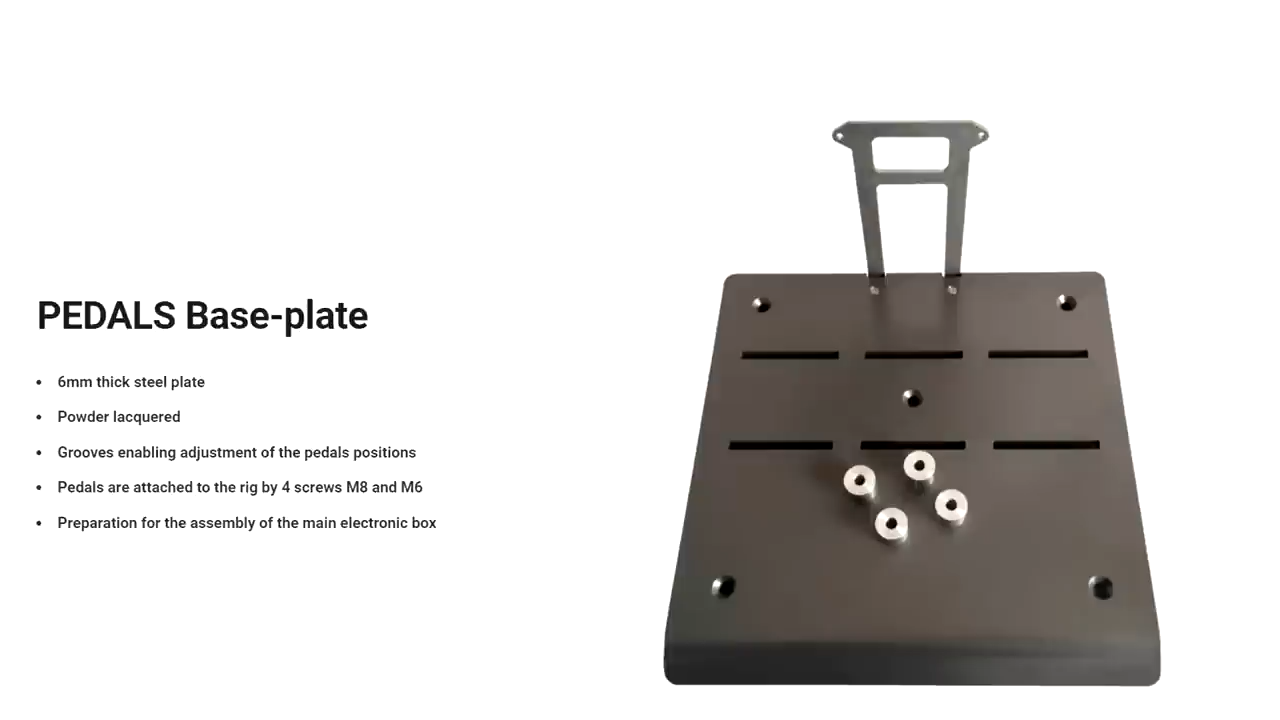 PEDALS Base-plate
• 6mm thick steel plate
• Powder lacquered
• Grooves enabling adjustment of the pedals positions
• Pedals are attached to the rig by 4 screws M8 and M6
• Preparation for the assembly of the main electronic box